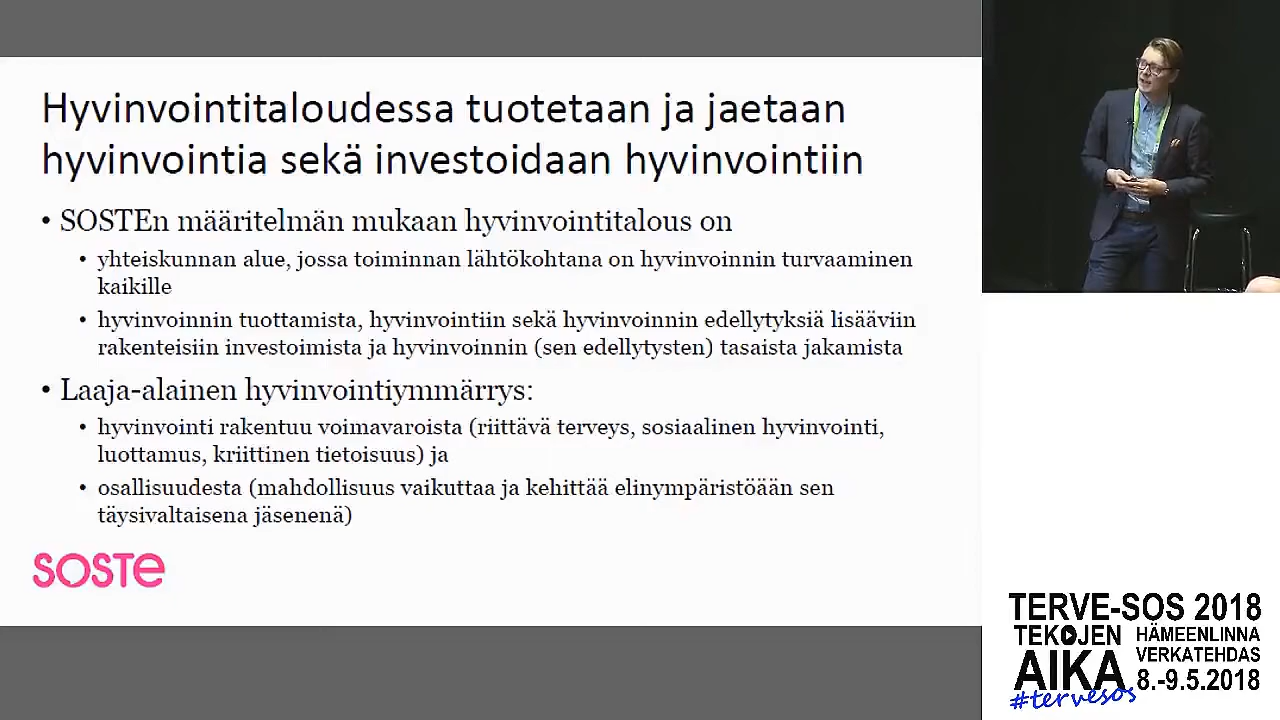 Hyvinvointitaloudessa tuotetaan ja jaetaan
hyvinvointia sekä investoidaan hyvinvointiin
• SOSTEn määritelmän mukaan hyvinvointitalous on
• yhteiskunnan alue, jossa toiminnan lähtökohtana on hyvinvoinnin turvaaminen
kaikille
• hyvinvoinnin tuottamista, hyvinvointiin sekä hyvinvoinnin edellytyksiä lisääviin
rakenteisiin investoimista ja hyvinvoinnin (sen edellytysten) tasaista jakamista
• Laaja-alainen hyvinvointiymmärrys:
• hyvinvointi rakentuu voimavaroista (riittävä terveys, sosiaalinen hyvinvointi,
luottamus, kriittinen tietoisuus) ja
• osallisuudesta (mahdollisuus vaikuttaa ja kehittää elinympäristöään sen
täysivaltaisena jäsenenä)
SOSTE
TERVE-SOS 2018
TEKOJEN
AIKA
HÄMEENLINNA
VERKATEHDAS
8.-9.5.2018
#tervesos